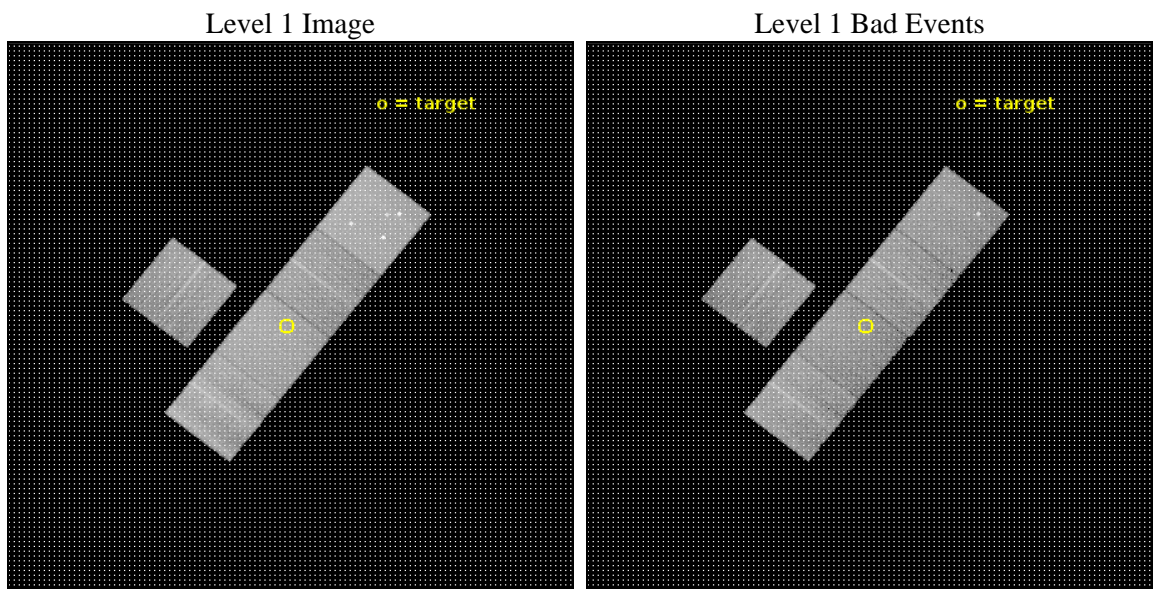 Level 1 Image
Level 1 Bad Events
o = target
o = target